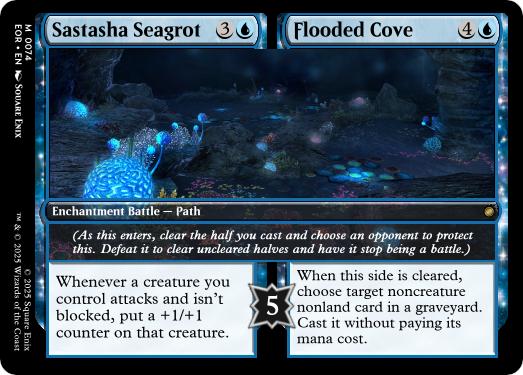 Sastasha Seagrot 3
Flooded Cove 4
Enchantment Battle — Path
(As this enters, clear the half you cast and choose an opponent to protect
this. Defeat it to clear uncleared halves and have it stop being a battle.)
Whenever a creature you
control attacks and isn't
blocked, put a +1/+1
counter on that creature.
5
When this side is cleared,
choose target noncreature
nonland card in a graveyard.
Cast it without paying its
mana cost.
M 0074
EOR • EN SQUARE ENIX
™ & © 2025 Wizards of the Coast
© 2025 Square Enix